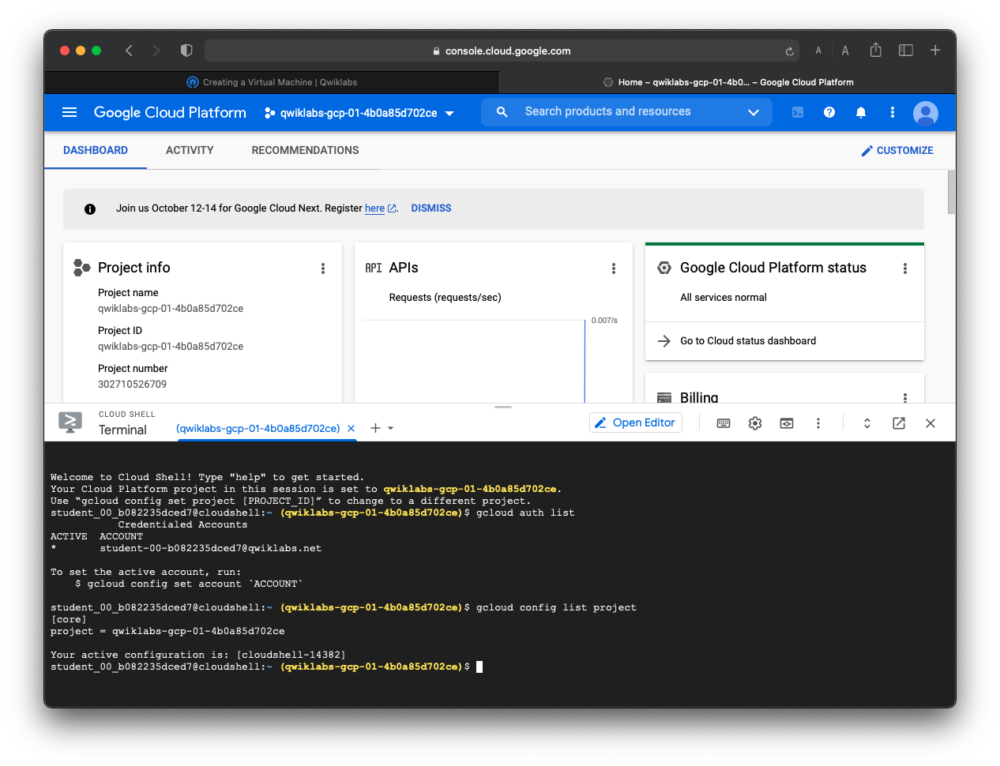 console.cloud.google.com
A
A
Creating a Virtual Machine | Qwiklabs
Home – qwiklabs-gcp-01-4b0... – Google Cloud Platform
Google Cloud Platform
qwiklabs-gcp-01-4b0a85d702ce
Search products and resources
DASHBOARD
ACTIVITY
RECOMMENDATIONS
CUSTOMIZE
Join us October 12-14 for Google Cloud Next. Register here.
DISMISS
Project info
Project name
qwiklabs-gcp-01-4b0a85d702ce
Project ID
qwiklabs-gcp-01-4b0a85d702ce
Project number
302710526709
API APIs
Requests (requests/sec)
0.007/s
Google Cloud Platform status
All services normal
Go to Cloud status dashboard
Billing
CLOUD SHELL
Terminal
(qwiklabs-gcp-01-4b0a85d702ce)
Open Editor
Welcome to Cloud Shell! Type "help" to get started.
Your Cloud Platform project in this session is set to qwiklabs-gcp-01-4b0a85d702ce.
Use “gcloud config set project [PROJECT_ID]” to change to a different project.
student_00_b082235dced7@cloudshell:~ (qwiklabs-gcp-01-4b0a85d702ce)$ gcloud auth list
Credentialed Accounts
ACTIVE  ACCOUNT
*       student-00-b082235dced7@qwiklabs.net
To set the active account, run:
$ gcloud config set account `ACCOUNT`
student_00_b082235dced7@cloudshell:~ (qwiklabs-gcp-01-4b0a85d702ce)$ gcloud config list project
[core]
project = qwiklabs-gcp-01-4b0a85d702ce
Your active configuration is: [cloudshell-14382]
student_00_b082235dced7@cloudshell:~ (qwiklabs-gcp-01-4b0a85d702ce)$